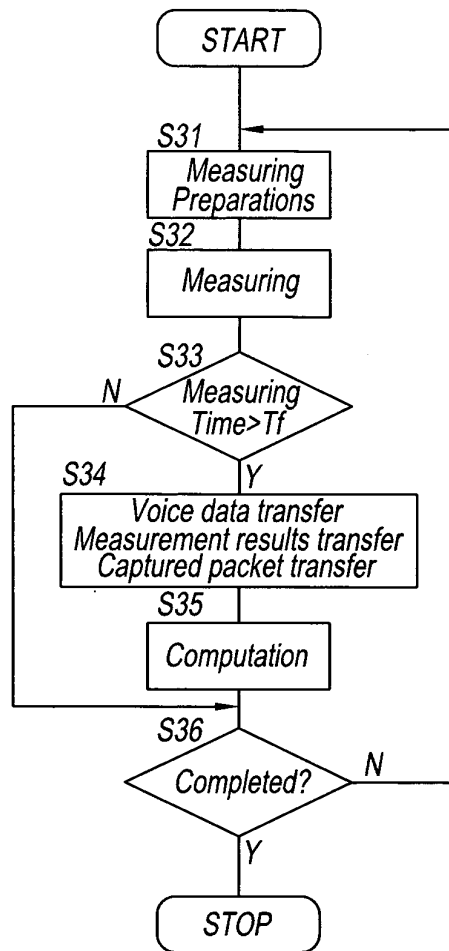 START
S31
Measuring
Preparations
S32
Measuring
S33
N
Measuring
Time>Tf
Y
S34
Voice data transfer
Measurement results transfer
Captured packet transfer
S35
Computation
S36
Completed?
N
Y
STOP